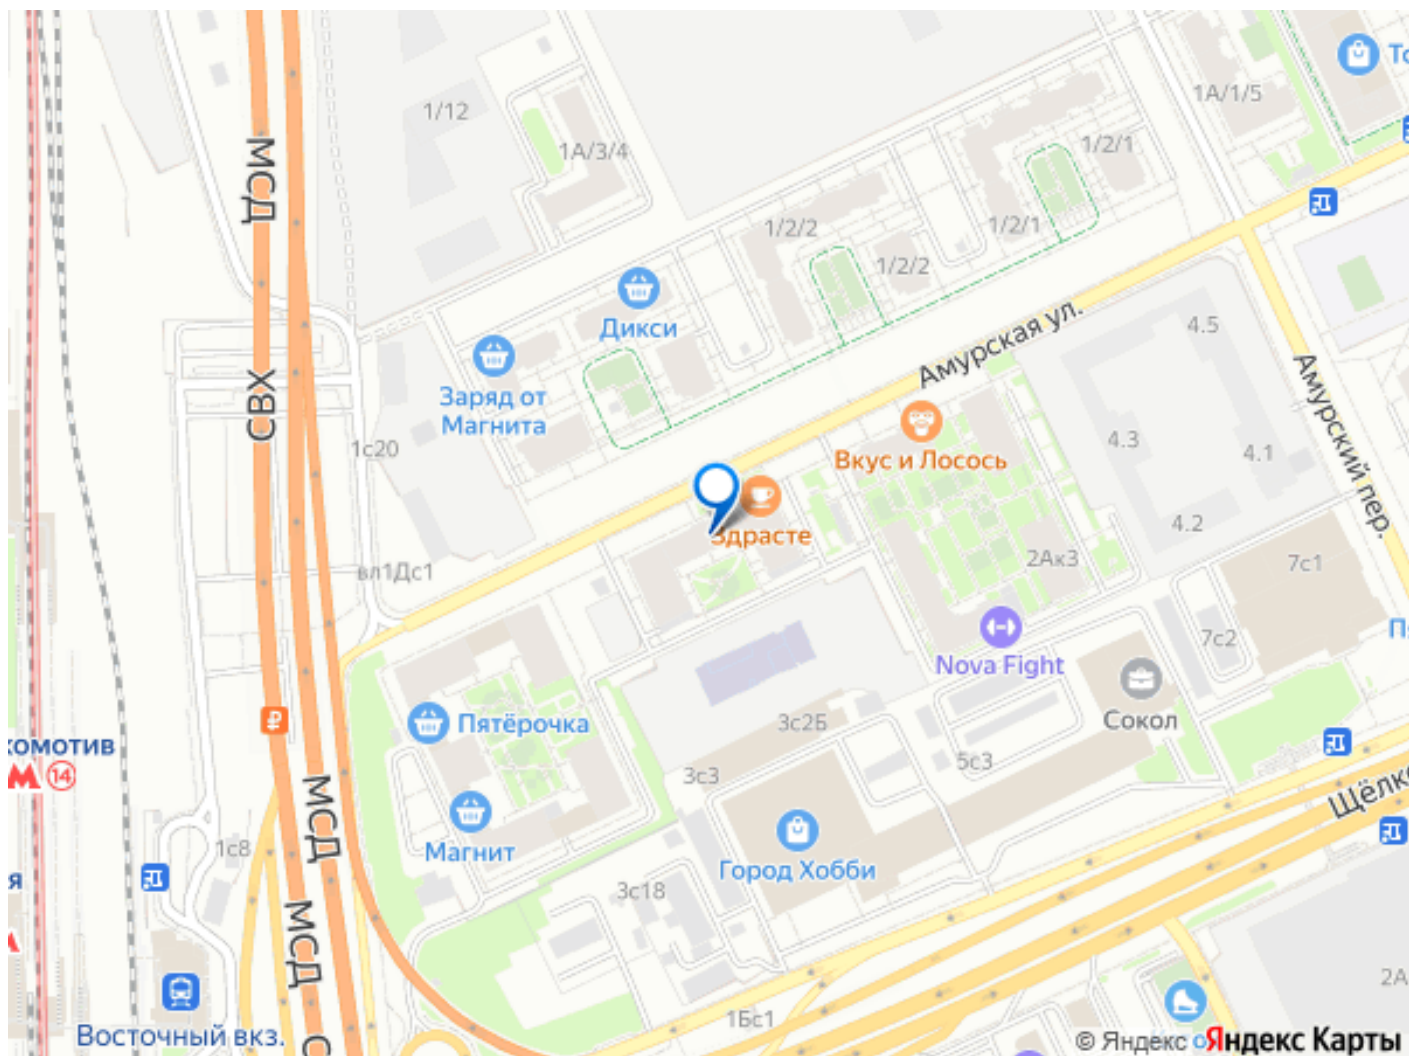 1/12
1А/3/4
1А/1/5
1/2/1
1/2/2
1/2/1
1/2/2
МСД
Дикси
Заряд от
Магнита
СВХ
1с20
Амурская ул.
4.5
4.3
4.1
4.2
Амурский пер.
Вкус и Лосось
Здрасте
вл1Дс1
2Ак3
7с1
7с2
Nova Fight
Сокол
Пятёрочка
3с2Б
5с3
3с3
комотив
14
МСД
Щёлко
Магнит
Город Хобби
1с8
3с18
МСД
1Бс1
2А
Восточный вкз.
© Яндекс
Яндекс Карты